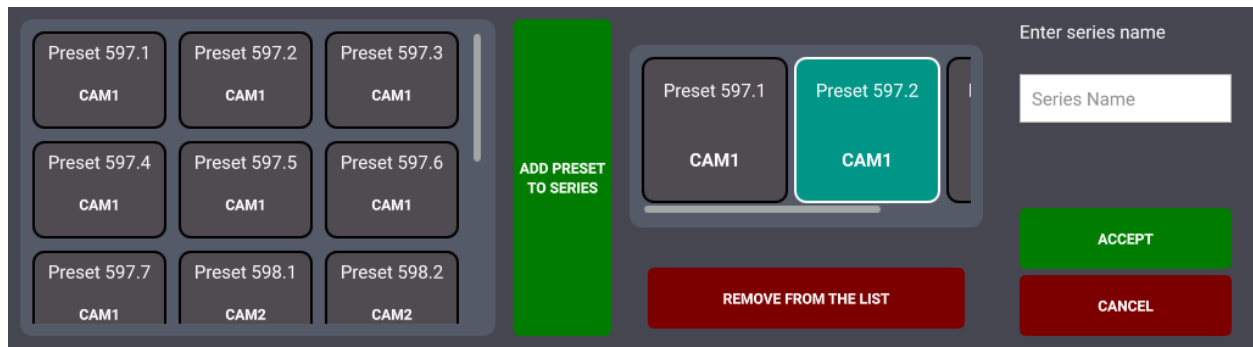 Preset 597.1
CAM1
Preset 597.2
CAM1
Preset 597.3
CAM1
Preset 597.4
CAM1
Preset 597.5
CAM1
Preset 597.6
CAM1
Preset 597.7
CAM1
Preset 598.1
CAM2
Preset 598.2
CAM2
ADD PRESET
TO SERIES
Preset 597.1
CAM1
Preset 597.2
CAM1
REMOVE FROM THE LIST
Enter series name
Series Name
ACCEPT
CANCEL